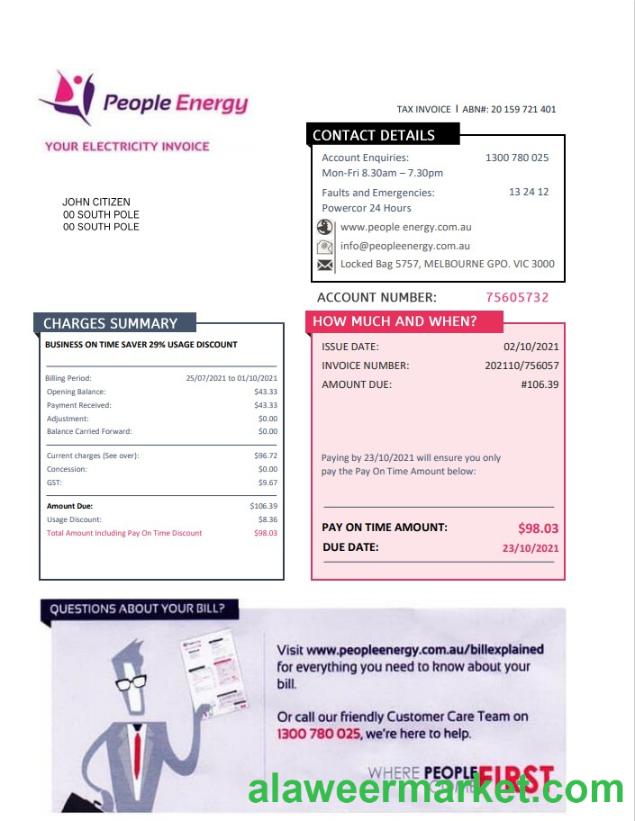 People Energy
YOUR ELECTRICITY INVOICE
TAX INVOICE | ABN#: 20 159 721 401
JOHN CITIZEN
00 SOUTH POLE
00 SOUTH POLE
CONTACT DETAILS
Account Enquiries: 1300 780 025
Mon-Fri 8.30am – 7.30pm
Faults and Emergencies: 13 24 12
Powercor 24 Hours
www.people energy.com.au
info@peopleenergy.com.au
Locked Bag 5757, MELBOURNE GPO. VIC 3000
ACCOUNT NUMBER: 75605732
CHARGES SUMMARY
BUSINESS ON TIME SAVER 29% USAGE DISCOUNT
Billing Period: 25/07/2021 to 01/10/2021
Opening Balance: $43.33
Payment Received: $43.33
Adjustment: $0.00
Balance Carried Forward: $0.00
Current charges (See over): $96.72
Concession: $0.00
GST: $9.67
Amount Due: $106.39
Usage Discount: $8.36
Total Amount including Pay On Time Discount $98.03
HOW MUCH AND WHEN?
ISSUE DATE: 02/10/2021
INVOICE NUMBER: 202110/756057
AMOUNT DUE: #106.39
Paying by 23/10/2021 will ensure you only
pay the Pay On Time Amount below:
PAY ON TIME AMOUNT: $98.03
DUE DATE: 23/10/2021
QUESTIONS ABOUT YOUR BILL?
Visit www.peopleenergy.com.au/billexplained
for everything you need to know about your
bill.
Or call our friendly Customer Care Team on
1300 780 025, we're here to help.
WHERE PEOPLE FIRST
alaweermarket.com